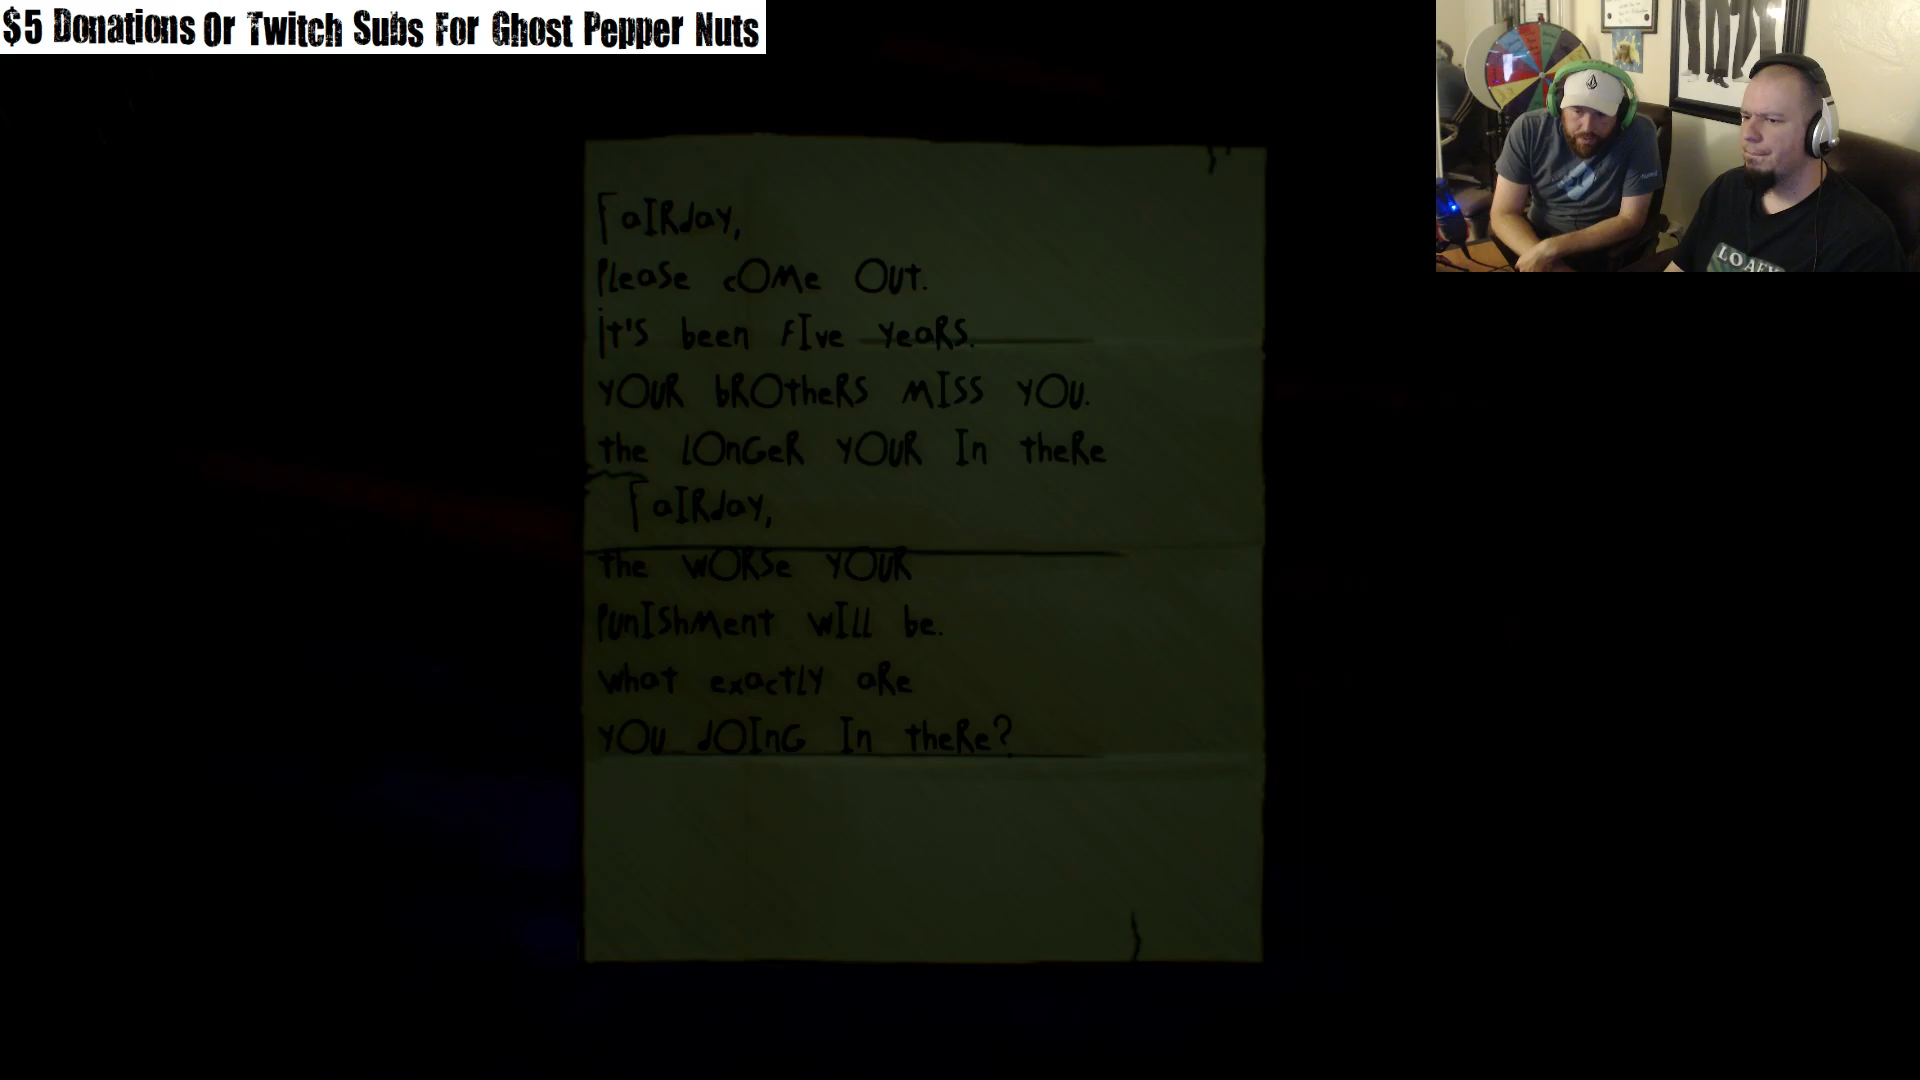 $5 Donations Or Twitch Subs For Ghost Pepper Nuts
FaIRday,
PLease cOMe OUt.
It's been fIve yeaRs.
yOUR bROtheRs MIss yOU.
the LOnGeR yOUR In theRe
FaIRday,
the wORse yOUR
PUnIshMent wILL be.
what exactLy aRe
yOU dOInG In theRe?